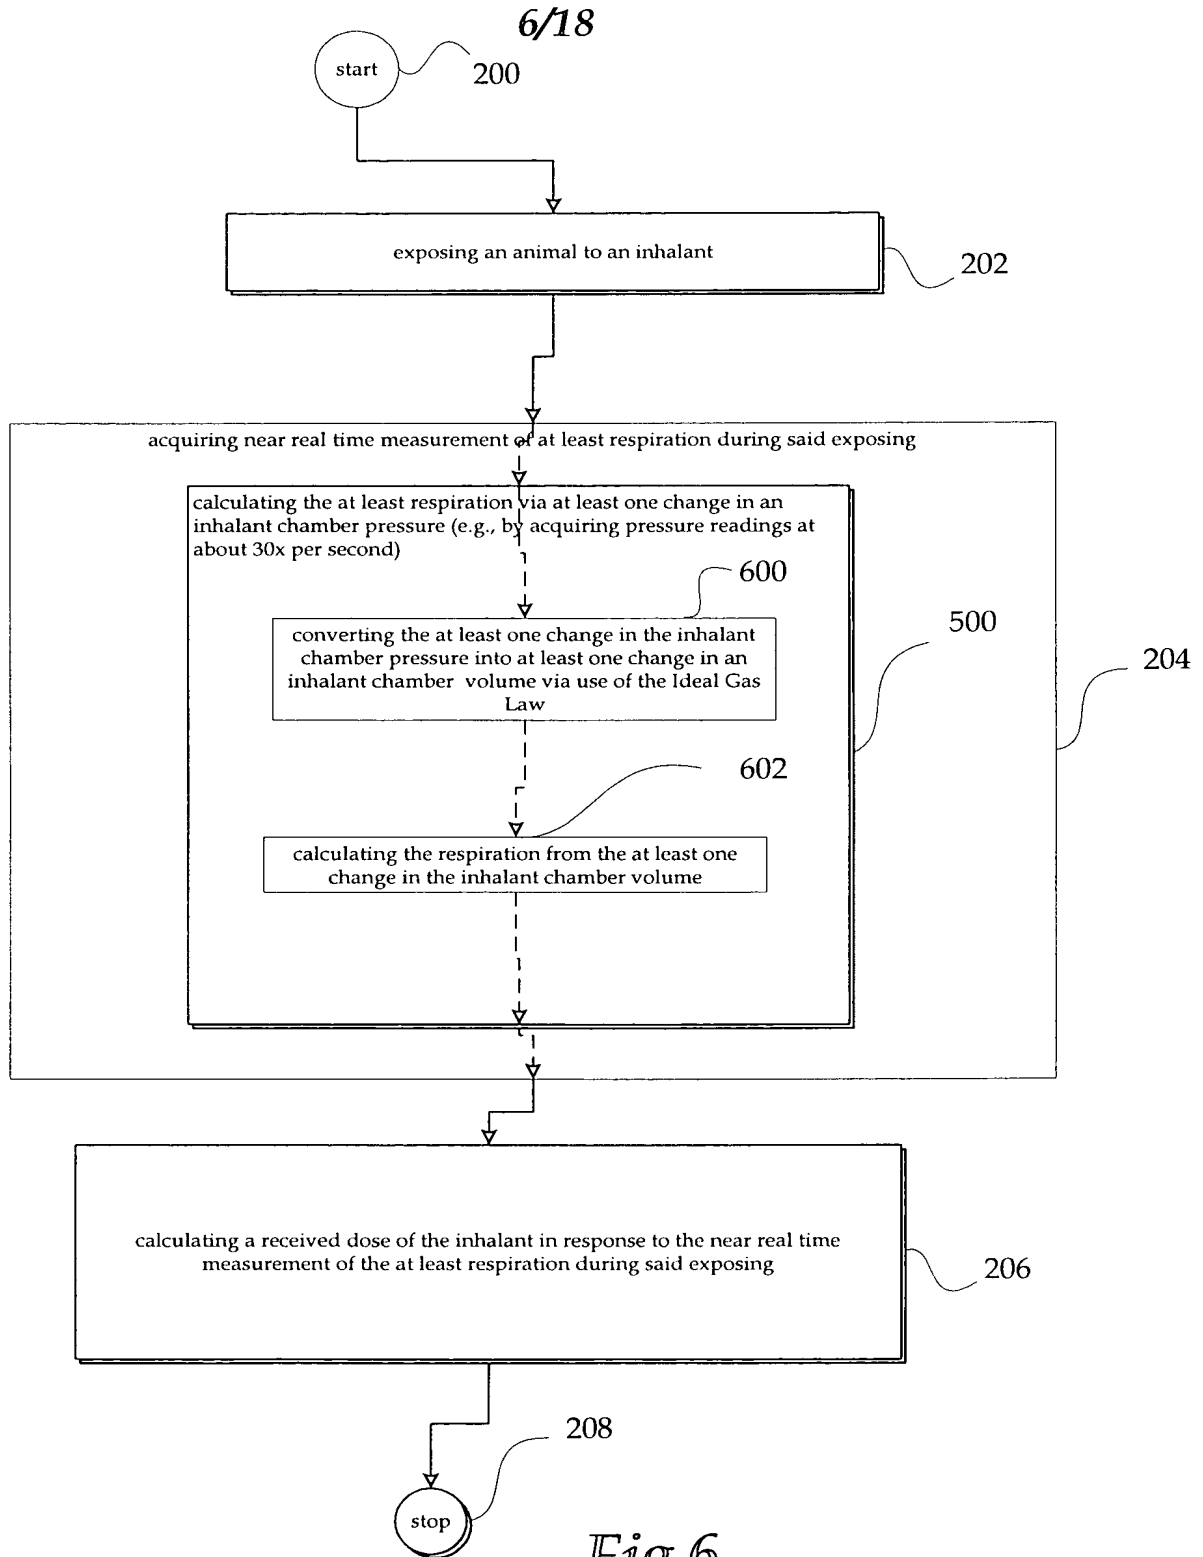 6/18
start
200
exposing an animal to an inhalant
202
acquiring near real time measurement of at least respiration during said exposing
calculating the at least respiration via at least one change in an
inhalant chamber pressure (e.g., by acquiring pressure readings at
about 30x per second)
600
converting the at least one change in the inhalant
chamber pressure into at least one change in an
inhalant chamber volume via use of the Ideal Gas
Law
500
204
602
calculating the respiration from the at least one
change in the inhalant chamber volume
calculating a received dose of the inhalant in response to the near real time
measurement of the at least respiration during said exposing
206
208
stop
Fig 6